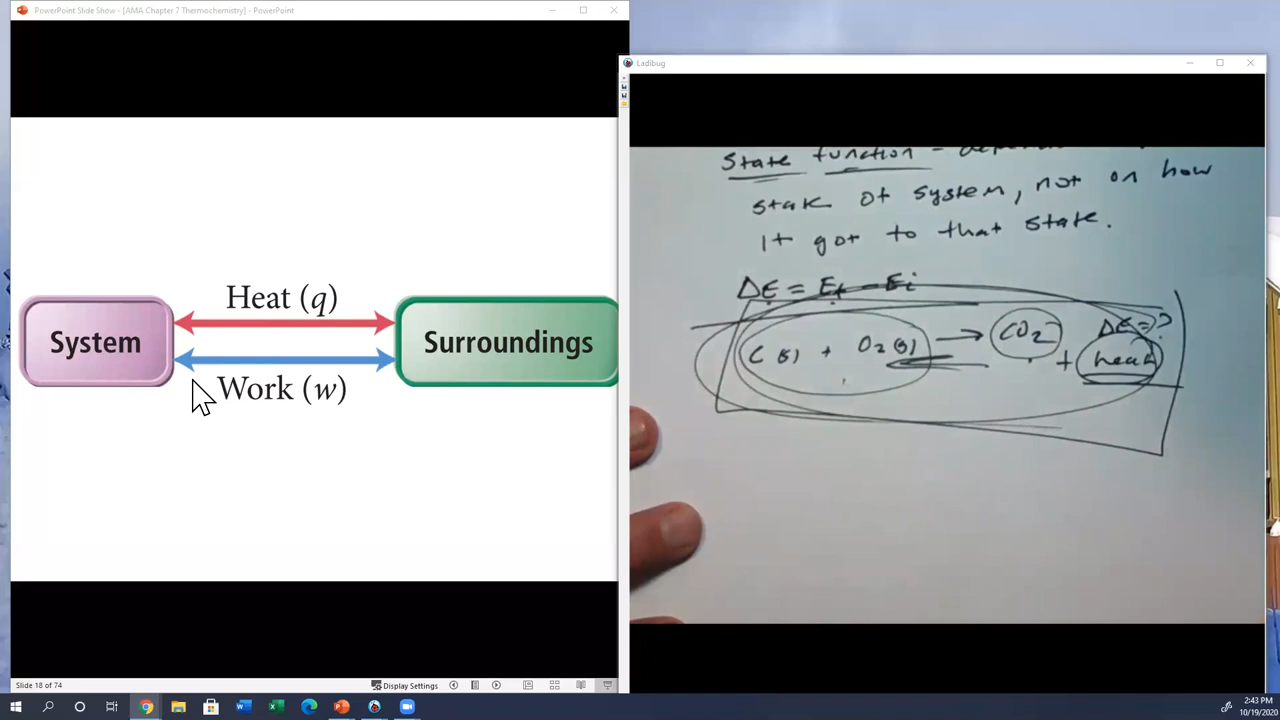 PowerPoint Slide Show - [AMA Chapter 7 Thermochemistry] - PowerPoint
Heat (q)
System
Surroundings
Work (w)
Slide 18 of 74
Display Settings
Ladibug
State function -
state of system, not on how
it got to that state.
ΔE = Ef - Ei
C (s) + O2(g) → CO2 + heat
ΔE = ?
2:43 PM
10/19/2020